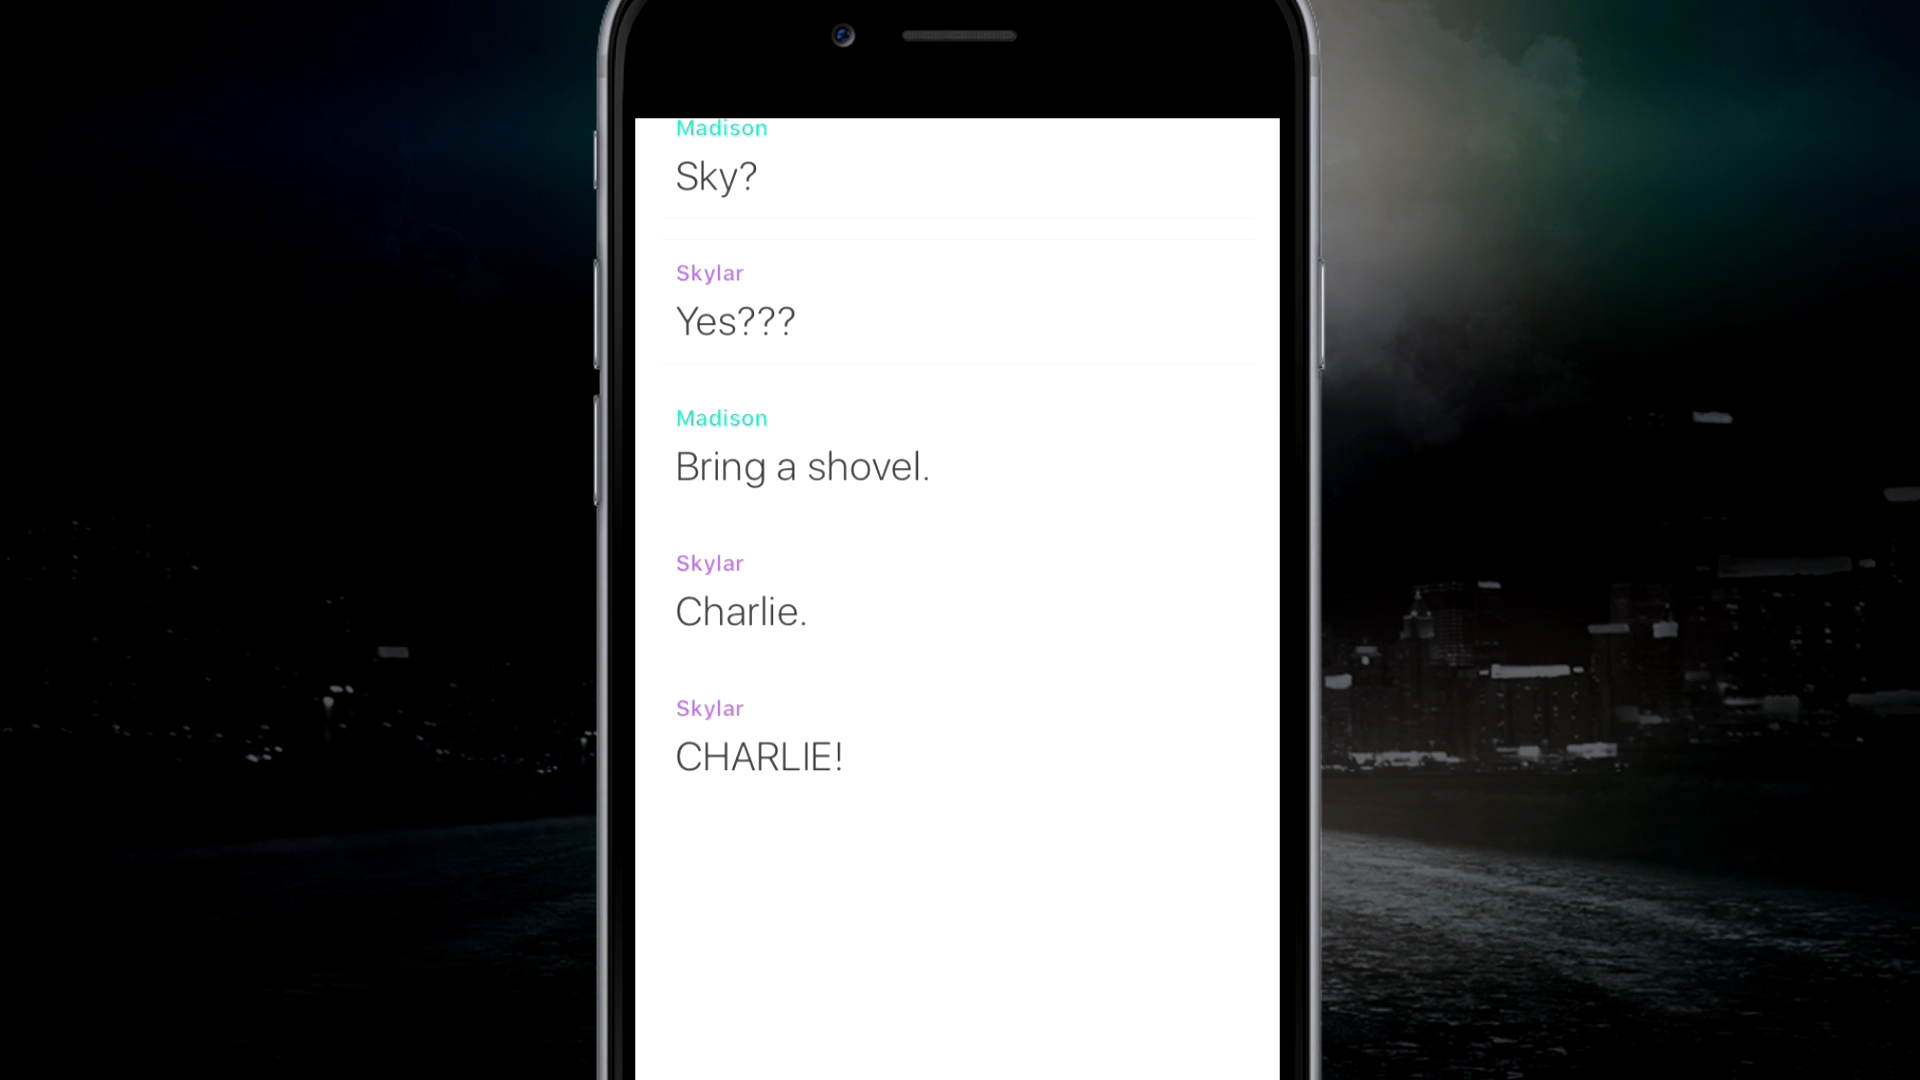 Madison
Sky?
Skylar
Yes???
Madison
Bring a shovel.
Skylar
Charlie.
Skylar
CHARLIE!